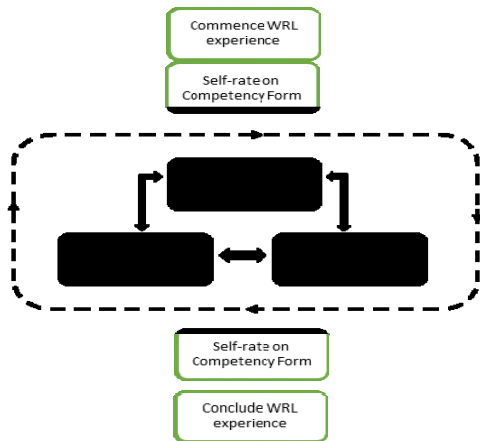 Commence WRL
experience
Self-rate on
Competency Form
Self-rate on
Competency Form
Conclude WRL
experience